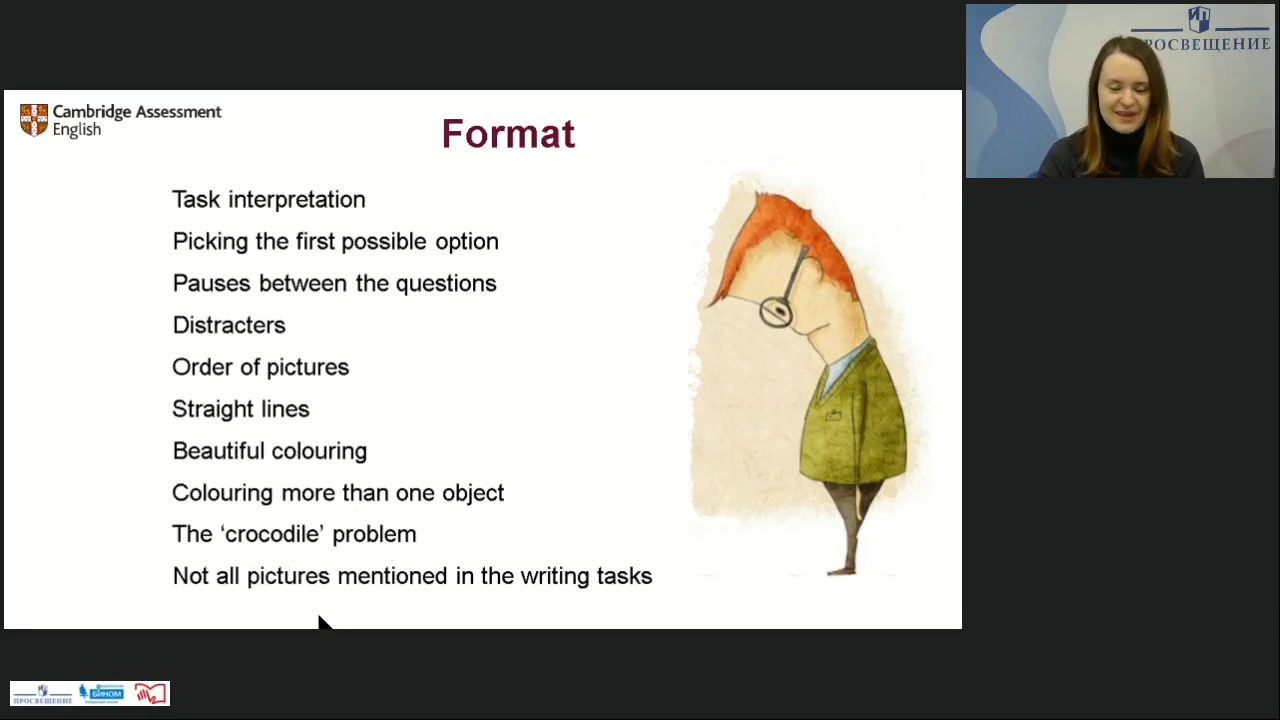 Cambridge Assessment
English
Format
Task interpretation
Picking the first possible option
Pauses between the questions
Distracters
Order of pictures
Straight lines
Beautiful colouring
Colouring more than one object
The ‘crocodile’ problem
Not all pictures mentioned in the writing tasks
РОСВЕЩЕНИЕ
ПРОСВЕЩЕНИЕ
БИНОМ